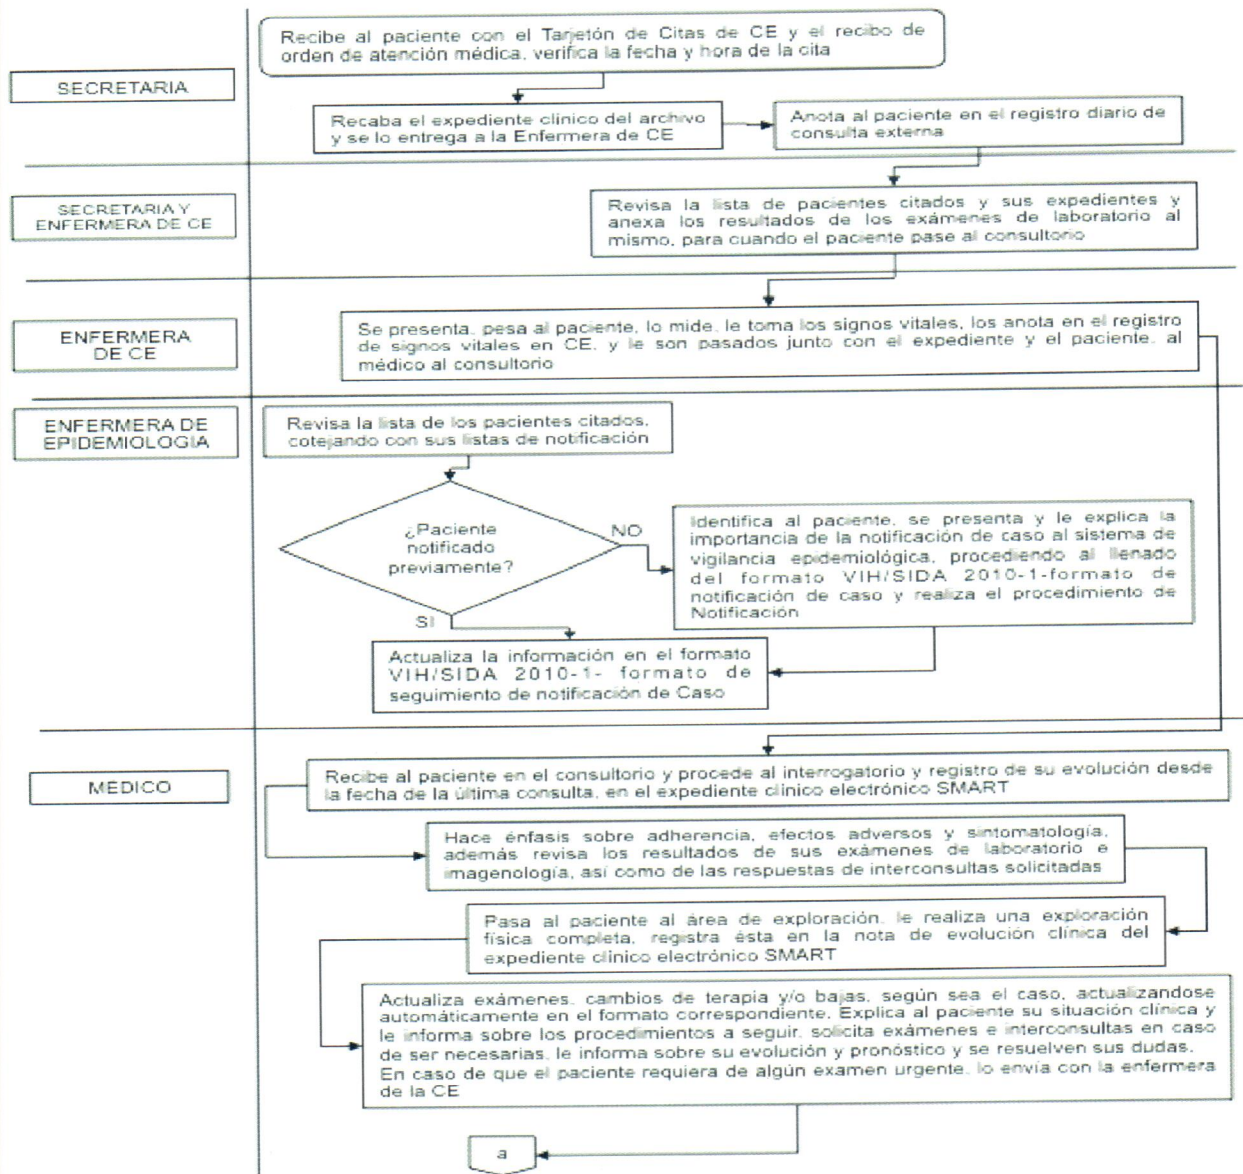 Recibe al paciente con el Tarjetón de Citas de CE y el recibo de
orden de atención médica, verifica la fecha y hora de la cita
SECRETARIA
Recaba el expediente clínico del archivo
y se lo entrega a la Enfermera de CE
Anota al paciente en el registro diario de
consulta externa
SECRETARIA Y
ENFERMERA DE CE
Revisa la lista de pacientes citados y sus expedientes y
anexa los resultados de los exámenes de laboratorio al
mismo, para cuando el paciente pase al consultorio
ENFERMERA
DE CE
Se presenta, pesa al paciente, lo mide, le toma los signos vitales, los anota en el registro
de signos vitales en CE, y le son pasados junto con el expediente y el paciente, al
médico al consultorio
ENFERMERA DE
EPIDEMIOLOGIA
Revisa la lista de los pacientes citados,
cotejando con sus listas de notificación
¿Paciente
notificado
previamente?
NO
SI
Identifica al paciente, se presenta y le explica la
importancia de la notificación de caso al sistema de
vigilancia epidemiológica, procediendo al llenado
del formato VIH/SIDA 2010-1-formato de
notificación de caso y realiza el procedimiento de
Notificación
Actualiza la información en el formato
VIH/SIDA 2010-1- formato de
seguimiento de notificación de Caso
MEDICO
Recibe al paciente en el consultorio y procede al interrogatorio y registro de su evolución desde
la fecha de la última consulta, en el expediente clínico electrónico SMART
Hace énfasis sobre adherencia, efectos adversos y sintomatología,
además revisa los resultados de sus exámenes de laboratorio e
imagenología, así como de las respuestas de interconsultas solicitadas
Pasa al paciente al área de exploración, le realiza una exploración
física completa, registra ésta en la nota de evolución clínica del
expediente clínico electrónico SMART
Actualiza exámenes, cambios de terapia y/o bajas, según sea el caso, actualizandose
automáticamente en el formato correspondiente. Explica al paciente su situación clínica y
le informa sobre los procedimientos a seguir, solicita exámenes e interconsultas en caso
de ser necesarias, le informa sobre su evolución y pronóstico y se resuelven sus dudas.
En caso de que el paciente requiera de algún examen urgente, lo envía con la enfermera
de la CE
a